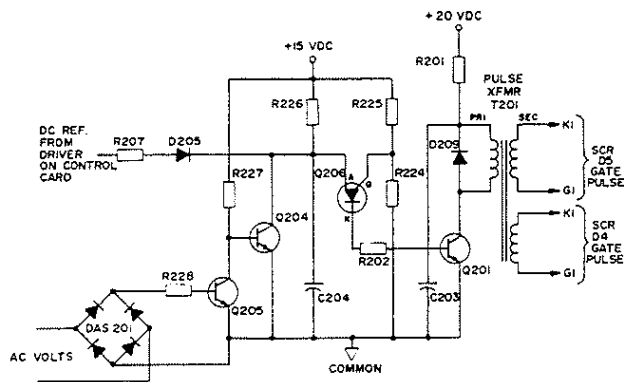 + 20 VDC
+15 VDC
R201
PULSE
XFMR
T201
R226
R225
PRI
SEC
K1
DC REF.
FROM
DRIVER
ON CONTROL
CARD
R207
D205
D209
SCR
D5
GATE
PULSE
R227
Q206
A
G
K
R224
G1
Q204
K1
SCR
D4
GATE
PULSE
R202
Q201
G1
R228
Q205
C204
C203
DAS 201
AC VOLTS
COMMON